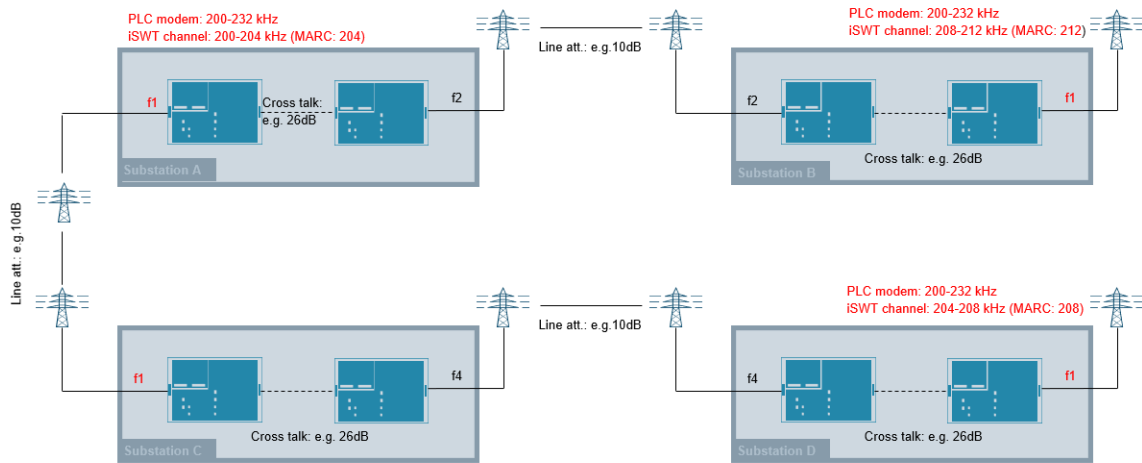 PLC modem: 200-232 kHz
iSWT channel: 200-204 kHz (MARC: 204)
Line att.: e.g.10dB
PLC modem: 200-232 kHz
iSWT channel: 208-212 kHz (MARC: 212)
f1
Cross talk:
e.g. 26dB
f2
Substation A
f2
f1
Cross talk: e.g. 26dB
Substation B
Line att.: e.g.10dB
PLC modem: 200-232 kHz
iSWT channel: 204-208 kHz (MARC: 208)
Line att.: e.g.10dB
f1
f4
Cross talk: e.g. 26dB
Substation C
f4
f1
Cross talk: e.g. 26dB
Substation D